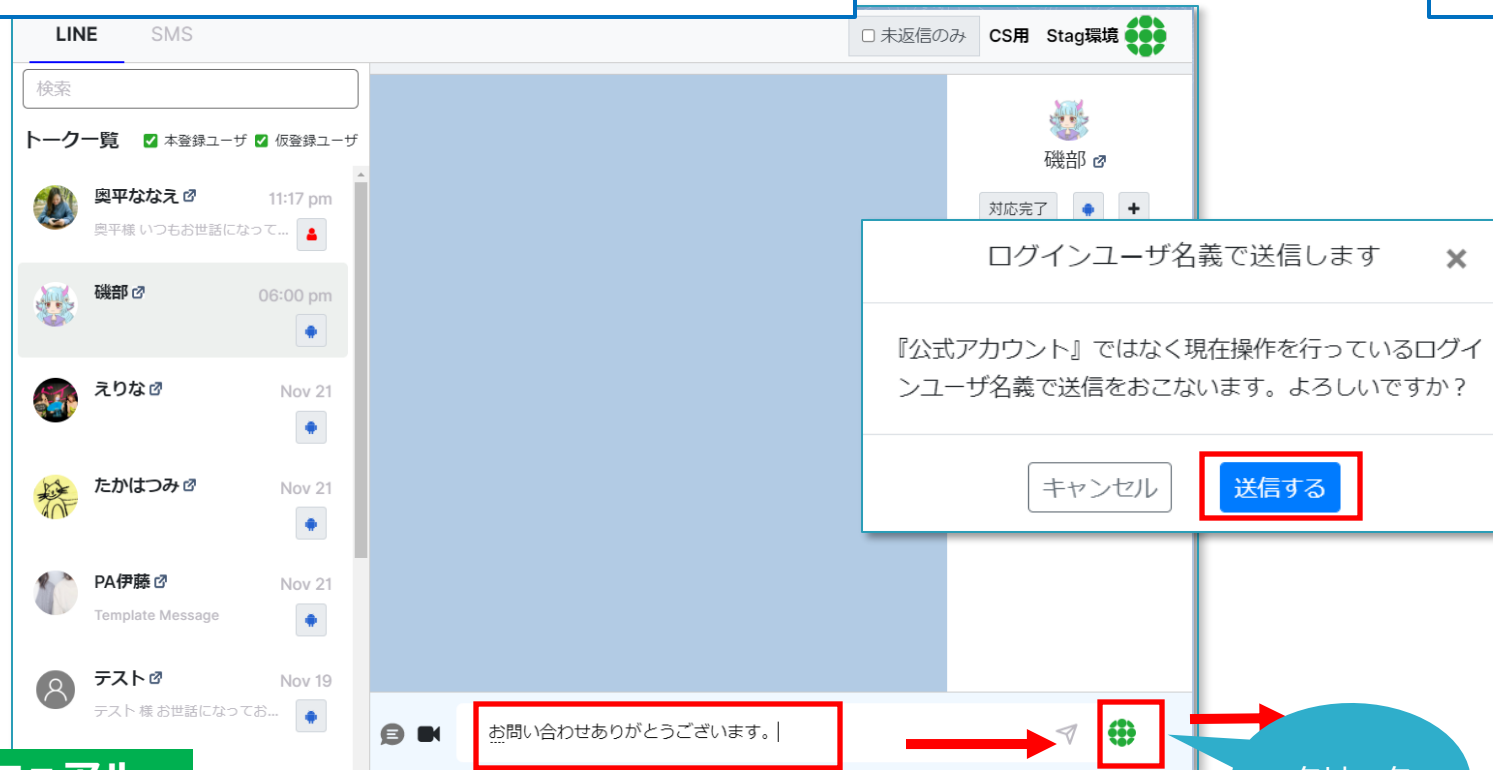 LINE SMS
□ 未返信のみ CS用 Stag環境
検索
トーク一覧 本登録ユーザ 仮登録ユーザ
奥平ななえ 11:17 pm
奥平様 いつもお世話になって...
磯部 06:00 pm
えりな Nov 21
たかはつみ Nov 21
PA伊藤 Nov 21
Template Message
テスト Nov 19
テスト 様 お世話になってお...
磯部
対応完了 +
ログインユーザ名義で送信します ×
『公式アカウント』ではなく現在操作を行っているログイ
ンユーザ名義で送信をおこないます。よろしいですか？
キャンセル 送信する
お問い合わせありがとうございます。